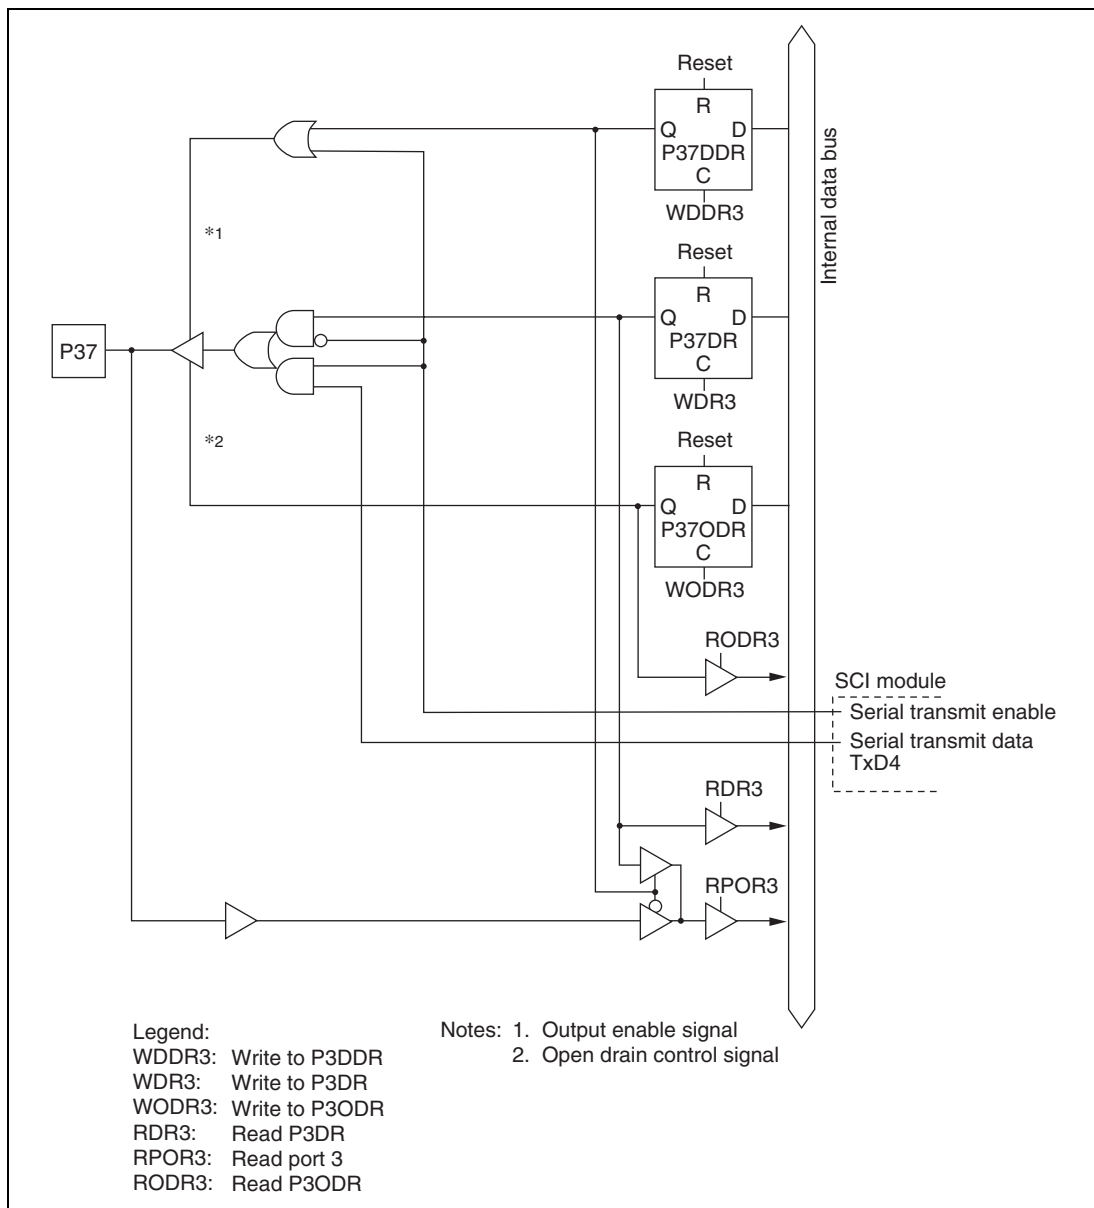 Reset
R
Q D
P37DDR
C
WDDR3
Internal data bus
*1
Reset
R
Q D
P37DR
C
WDR3
P37
*2
Reset
R
Q D
P37ODR
C
WODR3
RODR3
SCI module
Serial transmit enable
Serial transmit data
TxD4
RDR3
RPOR3
Legend:
WDDR3: Write to P3DDR
WDR3: Write to P3DR
WODR3: Write to P3ODR
RDR3: Read P3DR
RPOR3: Read port 3
RODR3: Read P3ODR
Notes: 1. Output enable signal
2. Open drain control signal